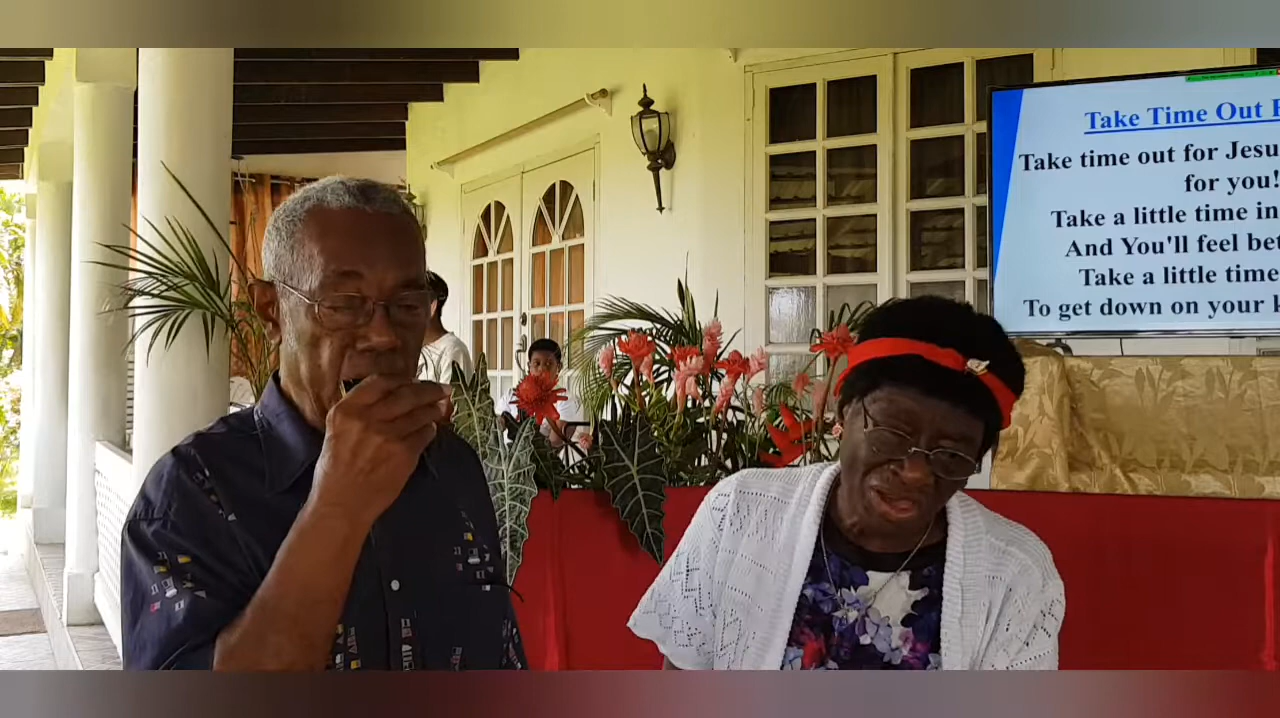 Take Time Out
Take time out for Jesu
for you!
Take a little time in
And You'll feel bet
Take a little time
To get down on your